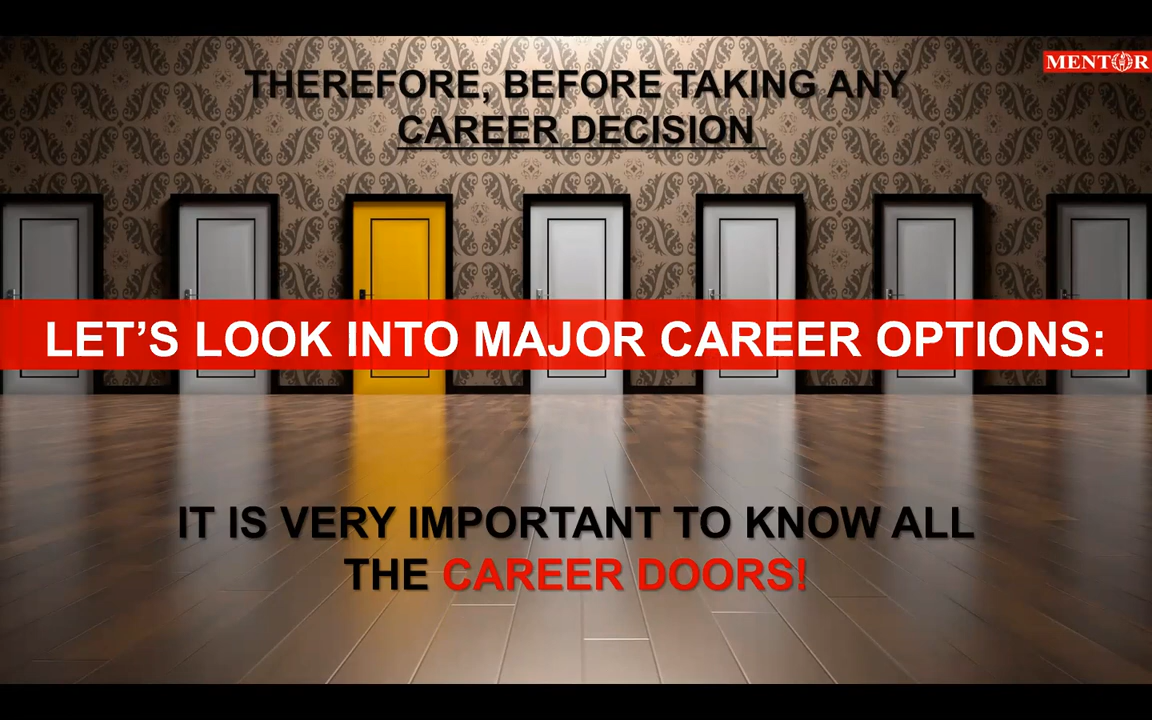 MENTOR
THEREFORE, BEFORE TAKING ANY
CAREER DECISION
LET’S LOOK INTO MAJOR CAREER OPTIONS:
IT IS VERY IMPORTANT TO KNOW ALL
THE CAREER DOORS!